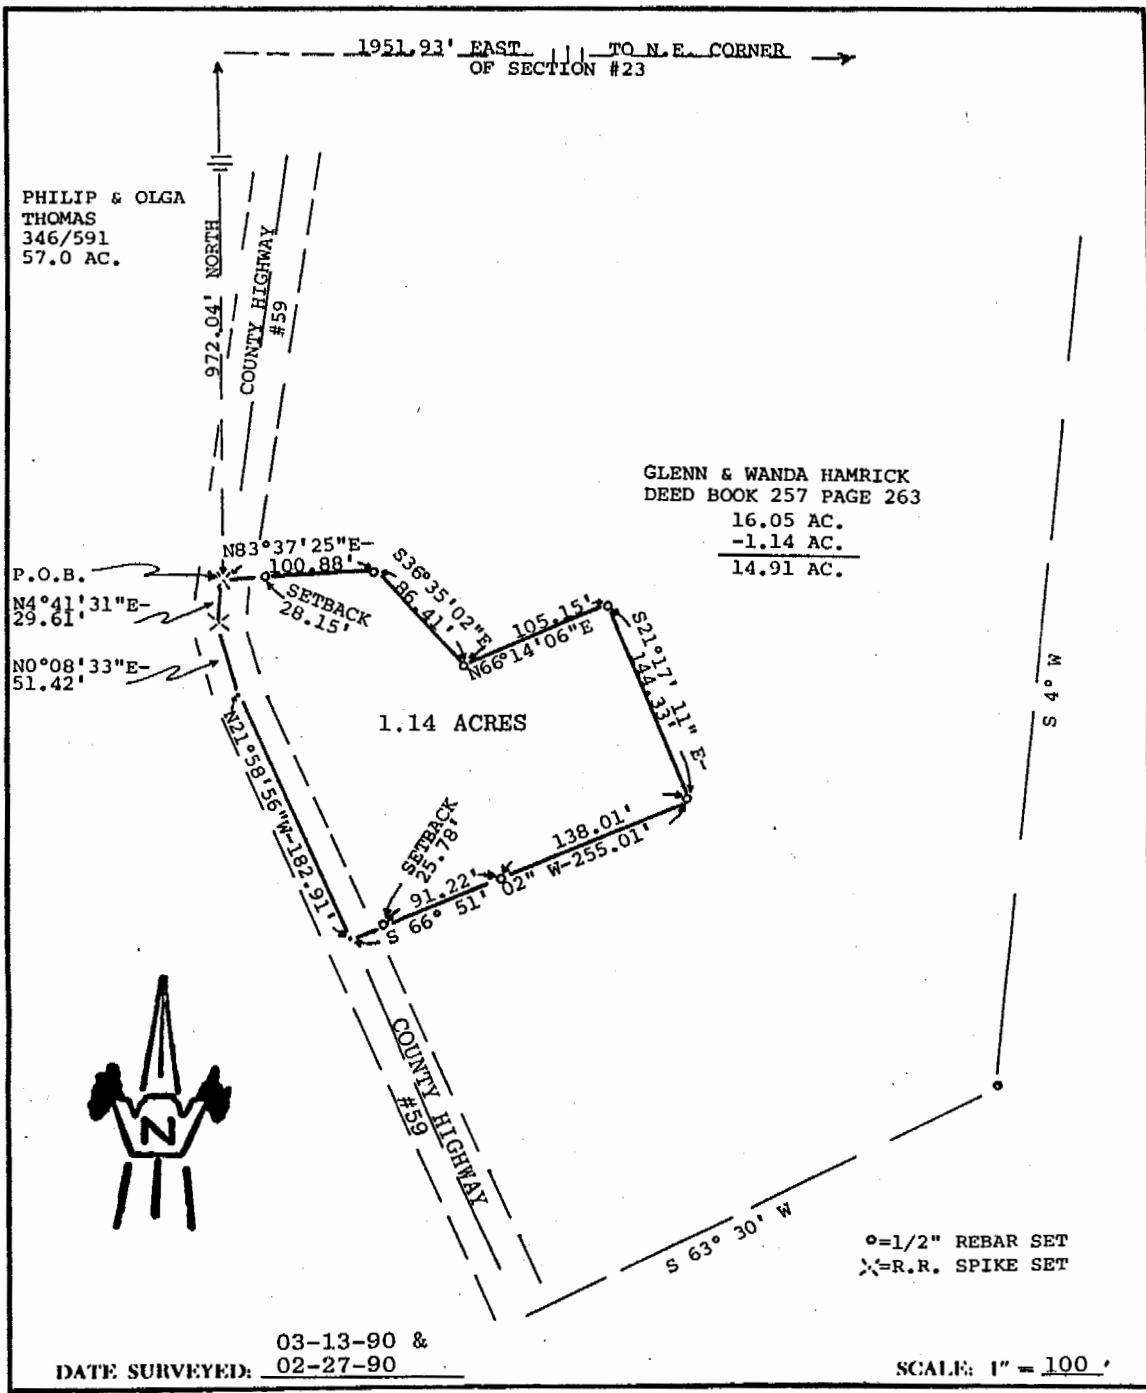 1951.93' EAST TO N.E. CORNER
OF SECTION #23
PHILIP & OLGA
THOMAS
346/591
57.0 AC.
972.04' NORTH
COUNTY HIGHWAY
#59
GLENN & WANDA HAMRICK
DEED BOOK 257 PAGE 263
16.05 AC.
-1.14 AC.
14.91 AC.
N83°37'25"E-
100.88'
P.O.B.
SETBACK
28.15'
S36°35'02"E
86.41'
105.15'
N66°14'06"E
S21°17'11" E-
144.33'
N4°41'31"E-
29.61'
N0°08'33"E-
51.42'
S 4° W
1.14 ACRES
N21°58'56"W-182.91'
SETBACK
25.78'
138.01'
91.22'
S 66° 51' 02" W-255.01'
COUNTY HIGHWAY
#59
N
S 63° 30' W
o=1/2" REBAR SET
=R.R. SPIKE SET
03-13-90 &
DATE SURVEYED: 02-27-90
SCALE: 1" = 100 '